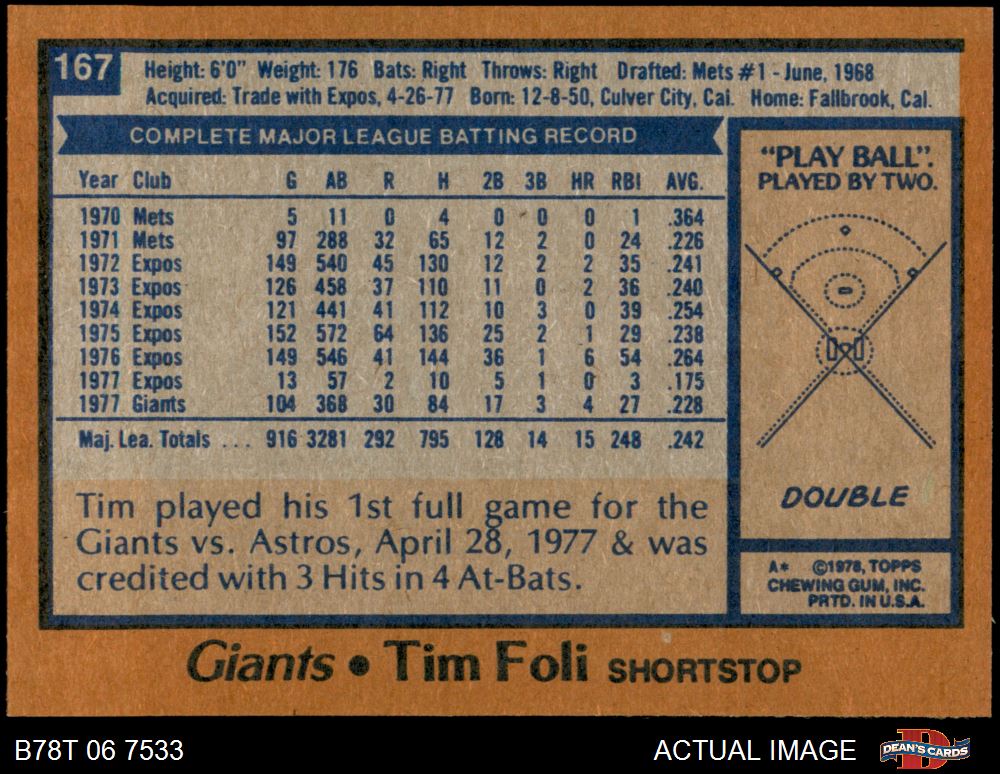 167
Height: 6'0" Weight: 176 Bats: Right Throws: Right Drafted: Mets #1 - June, 1968
Acquired: Trade with Expos, 4-26-77 Born: 12-8-50, Culver City, Cal. Home: Fallbrook, Cal.
COMPLETE MAJOR LEAGUE BATTING RECORD
Year Club G AB R H 2B 3B HR RBI AVG.
1970 Mets 5 11 0 4 0 0 0 1 .364
1971 Mets 97 288 32 65 12 2 0 24 .226
1972 Expos 149 540 45 130 12 2 2 35 .241
1973 Expos 126 458 37 110 11 0 2 36 .240
1974 Expos 121 441 41 112 10 3 0 39 .254
1975 Expos 152 572 64 136 25 2 1 29 .238
1976 Expos 149 546 41 144 36 1 6 54 .264
1977 Expos 13 57 2 10 5 1 0 3 .175
1977 Giants 104 368 30 84 17 3 4 27 .228
Maj. Lea. Totals ... 916 3281 292 795 128 14 15 248 .242
Tim played his 1st full game for the
Giants vs. Astros, April 28, 1977 & was
credited with 3 Hits in 4 At-Bats.
"PLAY BALL".
PLAYED BY TWO.
DOUBLE
A* ©1978, TOPPS
CHEWING GUM, INC.
PRTD. IN U.S.A.
Giants • Tim Foli SHORTSTOP
B78T 06 7533
ACTUAL IMAGE
DEAN'S CARDS